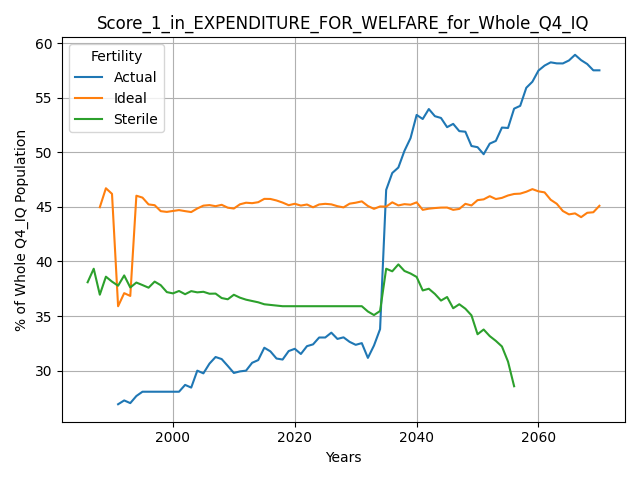 Score_1_in_EXPENDITURE_FOR_WELFARE_for_Whole_Q4_IQ
Fertility
Actual
Ideal
Sterile
% of Whole Q4_IQ Population
60
55
50
45
40
35
30
2000
2020
2040
2060
Years